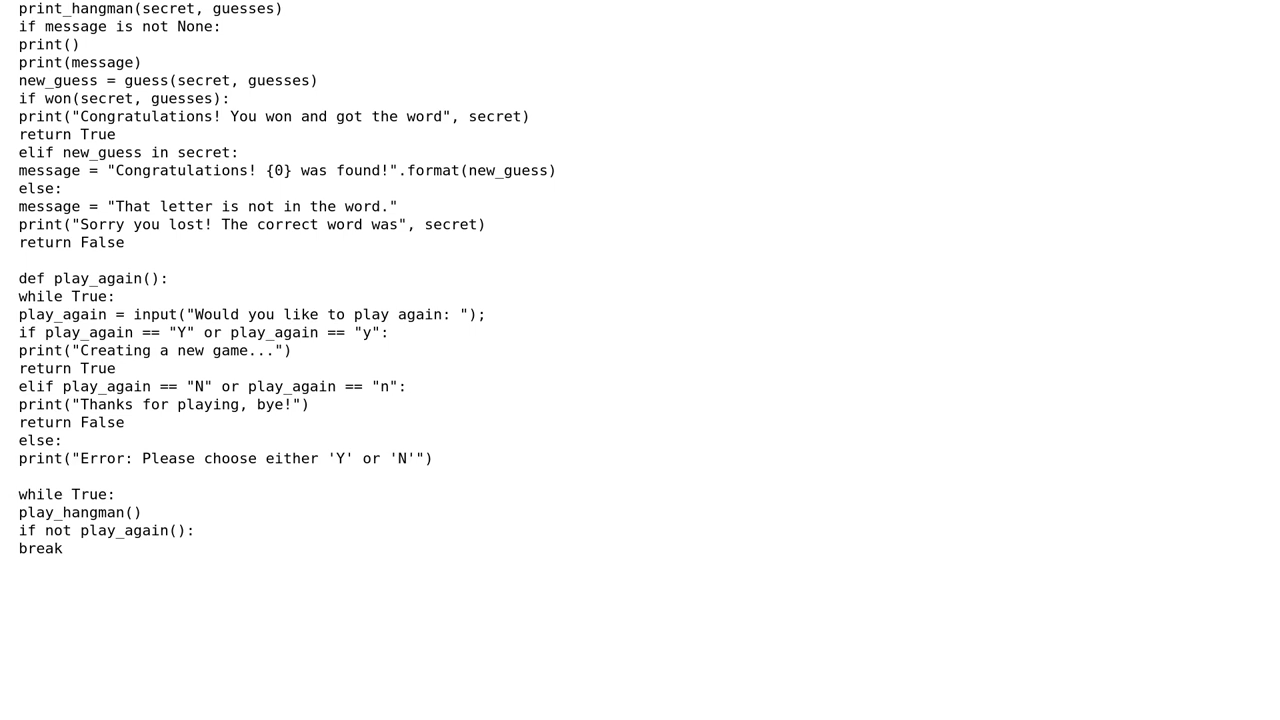 print_hangman(secret, guesses)
if message is not None:
print()
print(message)
new_guess = guess(secret, guesses)
if won(secret, guesses):
print("Congratulations! You won and got the word", secret)
return True
elif new_guess in secret:
message = "Congratulations! {0} was found!".format(new_guess)
else:
message = "That letter is not in the word."
print("Sorry you lost! The correct word was", secret)
return False

def play_again():
while True:
play_again = input("Would you like to play again: ");
if play_again == "Y" or play_again == "y":
print("Creating a new game...")
return True
elif play_again == "N" or play_again == "n":
print("Thanks for playing, bye!")
return False
else:
print("Error: Please choose either 'Y' or 'N'")

while True:
play_hangman()
if not play_again():
break